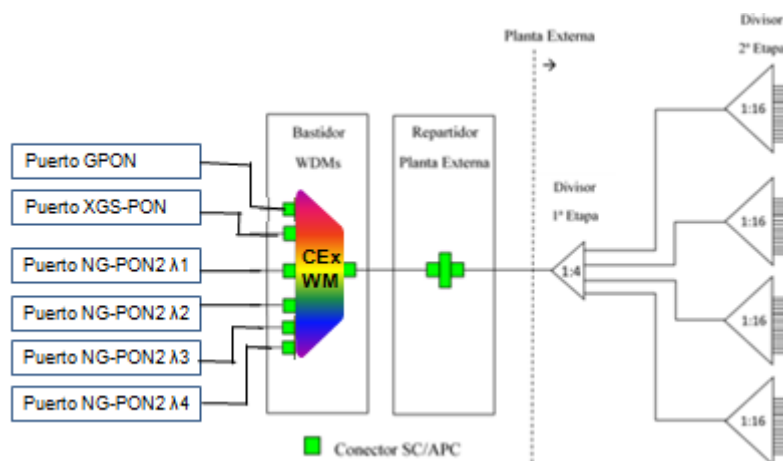 Planta Externa
Divisor
2ª Etapa
1:16
Bastidor
WDMs
Repartidor
Planta Externa
Puerto GPON
Puerto XGS-PON
Divisor
1ª Etapa
1:16
CEx
WM
1:4
Puerto NG-PON2 λ1
Puerto NG-PON2 λ2
1:16
Puerto NG-PON2 λ3
Puerto NG-PON2 λ4
1:16
Conector SC/APC